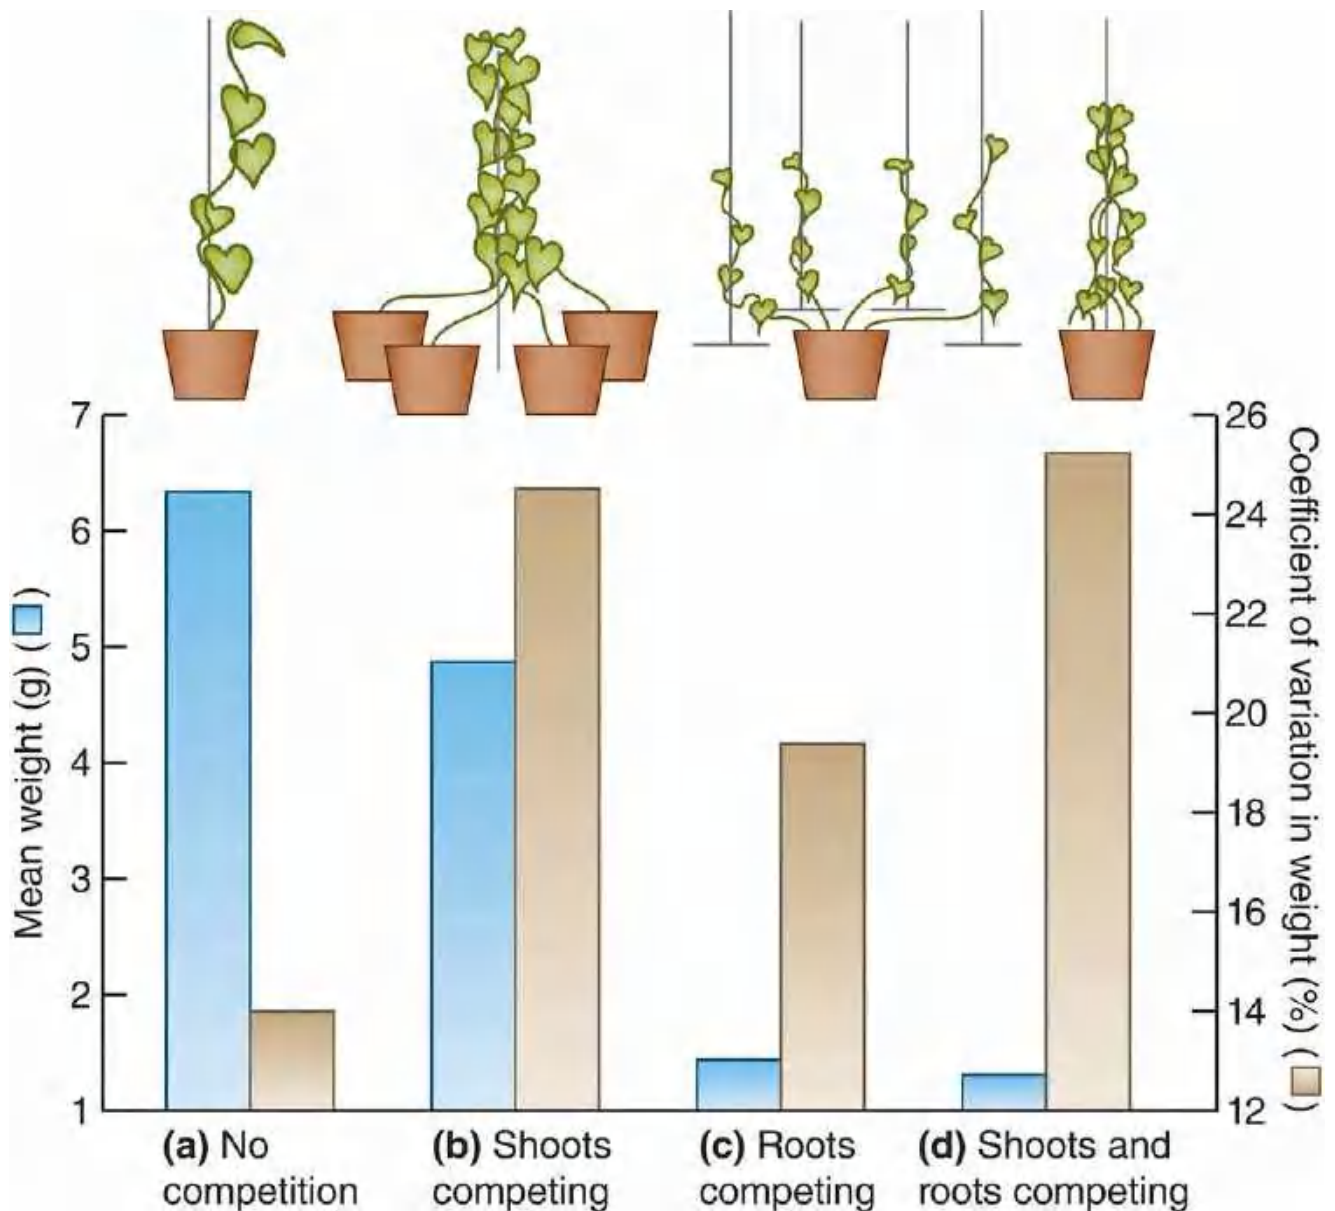 7
6
5
4
3
2
1
Mean weight (g) ( )
26
24
22
20
18
16
14
12
Coefficient of variation in weight (%) ( )
(a) No
competition
(b) Shoots
competing
(c) Roots
competing
(d) Shoots and
roots competing